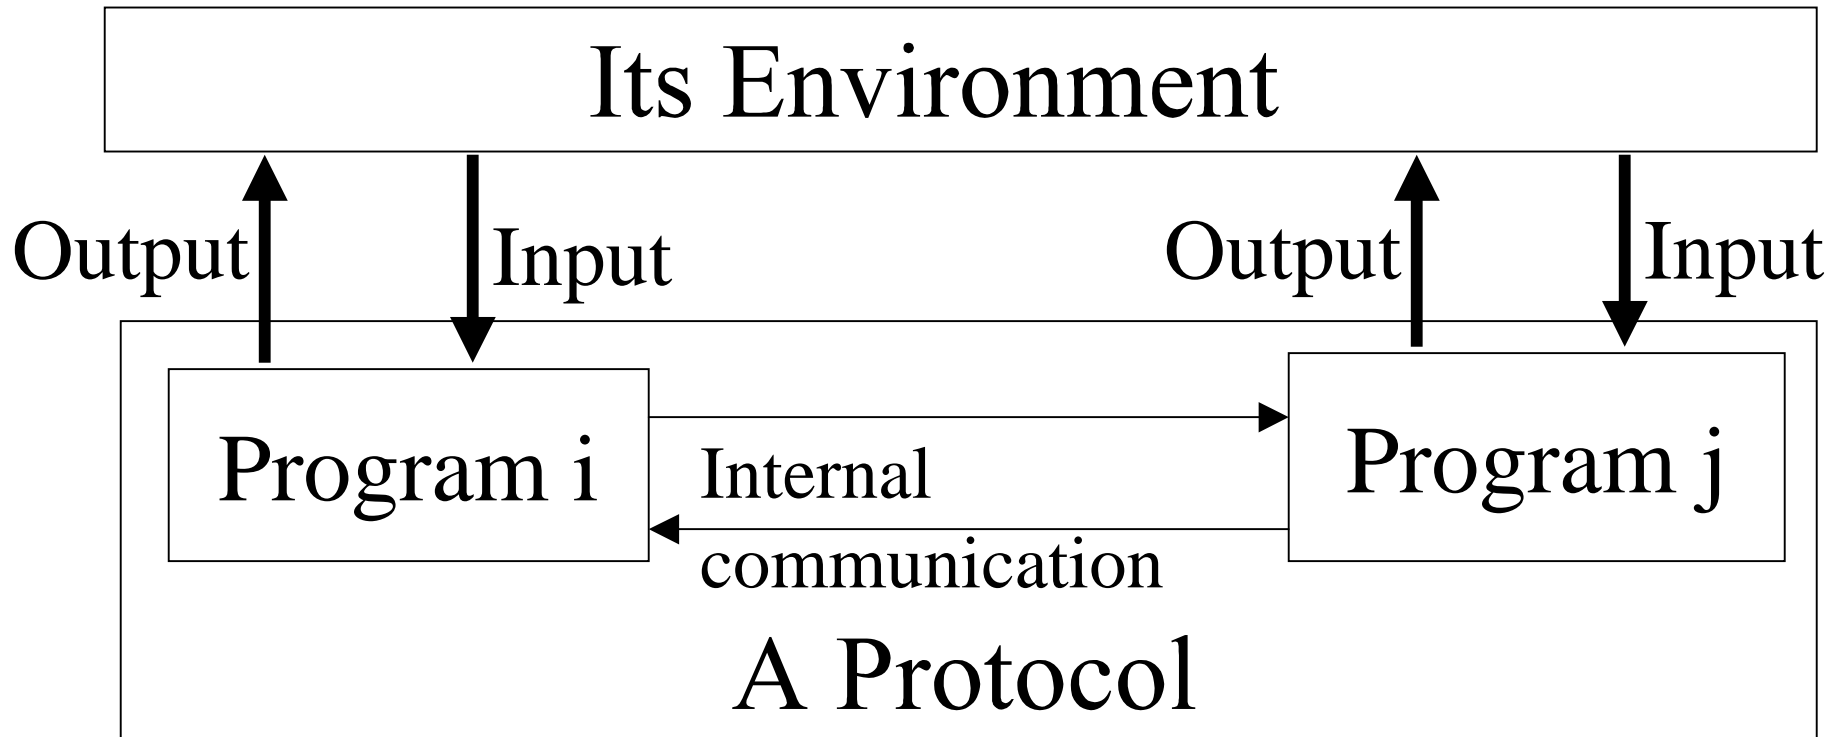 Its Environment
Output
Input
Output
Input
Program i
Internal
communication
Program j
A Protocol